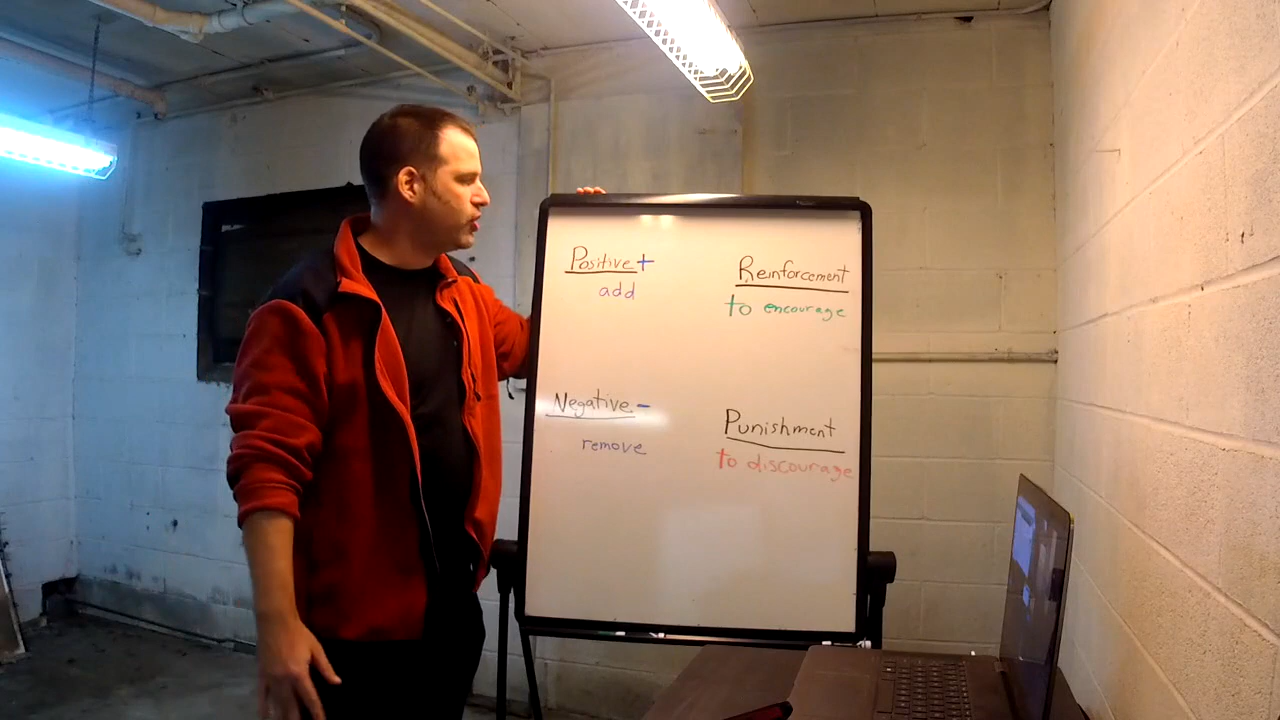 Positive +
add
Reinforcement
to encourage
Negative -
remove
Punishment
to discourage